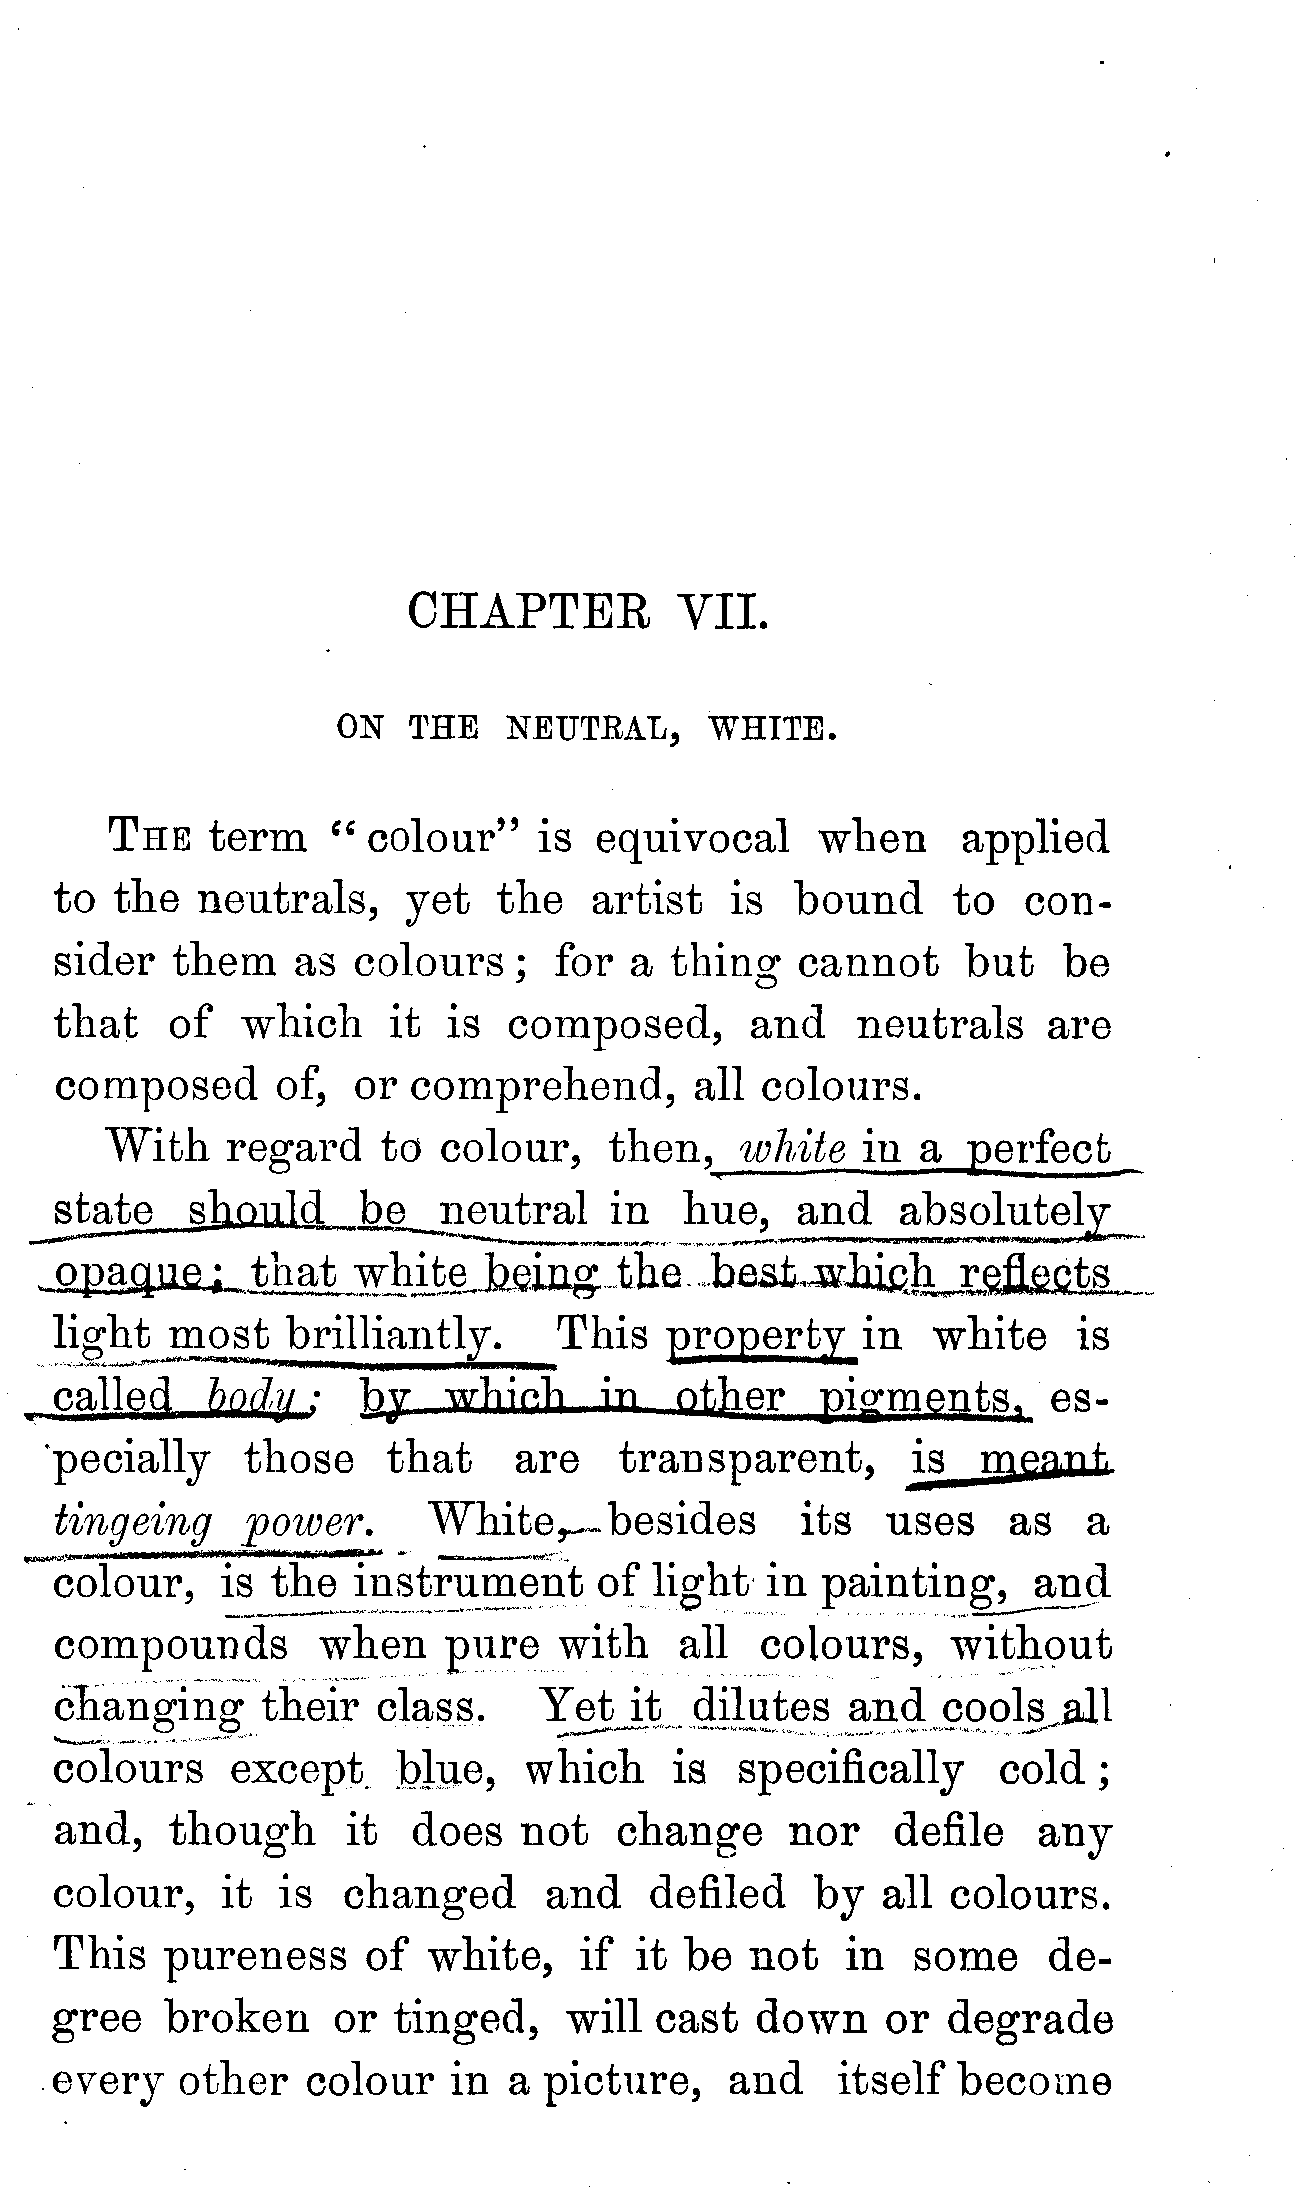 CHAPTER VII.
ON THE NEUTRAL, WHITE.
THE term “colour” is equivocal when applied
to the neutrals, yet the artist is bound to con-
sider them as colours; for a thing cannot but be
that of which it is composed, and neutrals are
composed of, or comprehend, all colours.
With regard to colour, then, white in a perfect
state should be neutral in hue, and absolutely
opaque; that white being the best which reflects
light most brilliantly. This property in white is
called body; by which in other pigments, es-
pecially those that are transparent, is meant
tingeing power. White, besides its uses as a
colour, is the instrument of light in painting, and
compounds when pure with all colours, without
changing their class. Yet it dilutes and cools all
colours except blue, which is specifically cold;
and, though it does not change nor defile any
colour, it is changed and defiled by all colours.
This pureness of white, if it be not in some de-
gree broken or tinged, will cast down or degrade
every other colour in a picture, and itself become